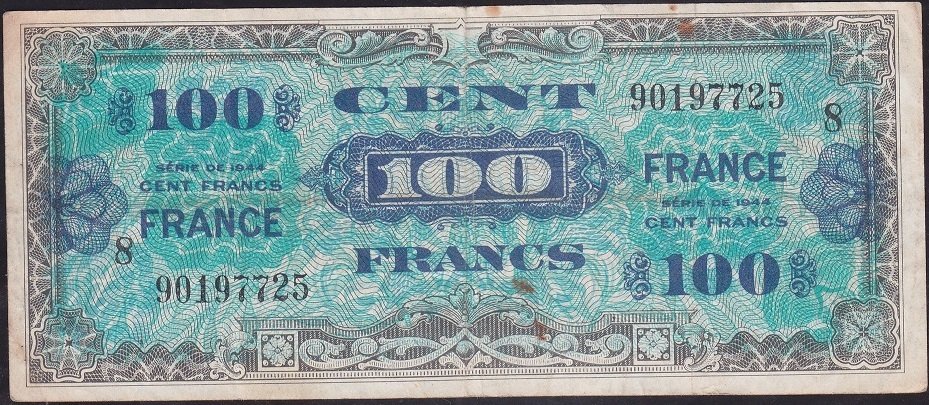 100 CENT 90197725
8
SÉRIE DE 1944
CENT FRANCS
FRANCE
8
90197725
100
FRANCS
FRANCE
SÉRIE DE 1944
CENT FRANCS
100